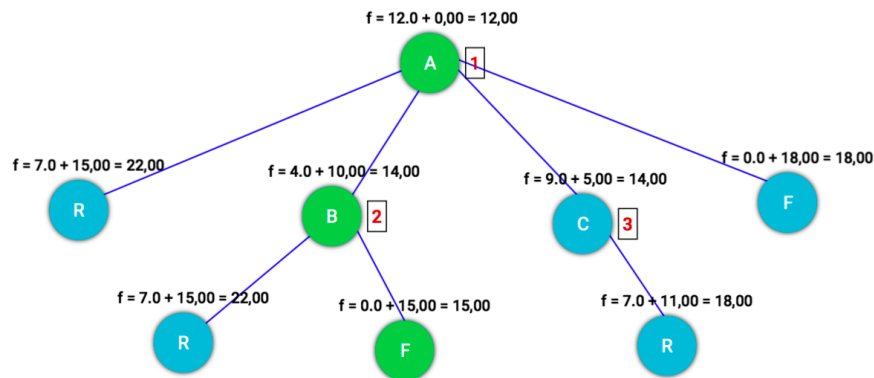 f = 12.0 + 0,00 = 12,00
A
1
f = 7.0 + 15,00 = 22,00
f = 4.0 + 10,00 = 14,00
f = 9.0 + 5,00 = 14,00
f = 0.0 + 18,00 = 18,00
R
B
2
C
3
F
f = 7.0 + 15,00 = 22,00
f = 0.0 + 15,00 = 15,00
f = 7.0 + 11,00 = 18,00
R
F
R